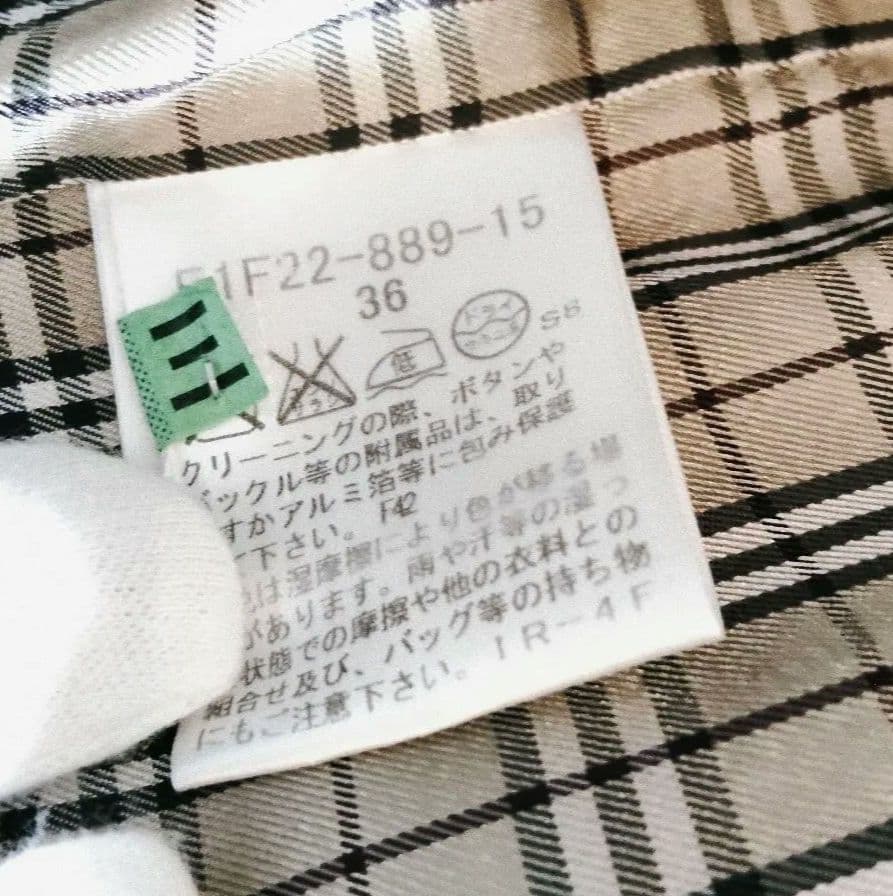 1F22-889-15
36
低
ドライ
セキユ系
クリーニングの際、ボタンや
バックル等の附属品は、取り
すかアルミ箔等に包み保護
て下さい。 F42
は湿摩擦により色が移る場
があります。雨や汗等の湿っ
状態での摩擦や他の衣料との
組合せ及び、バッグ等の持ち物
にもご注意下さい。IR-4F